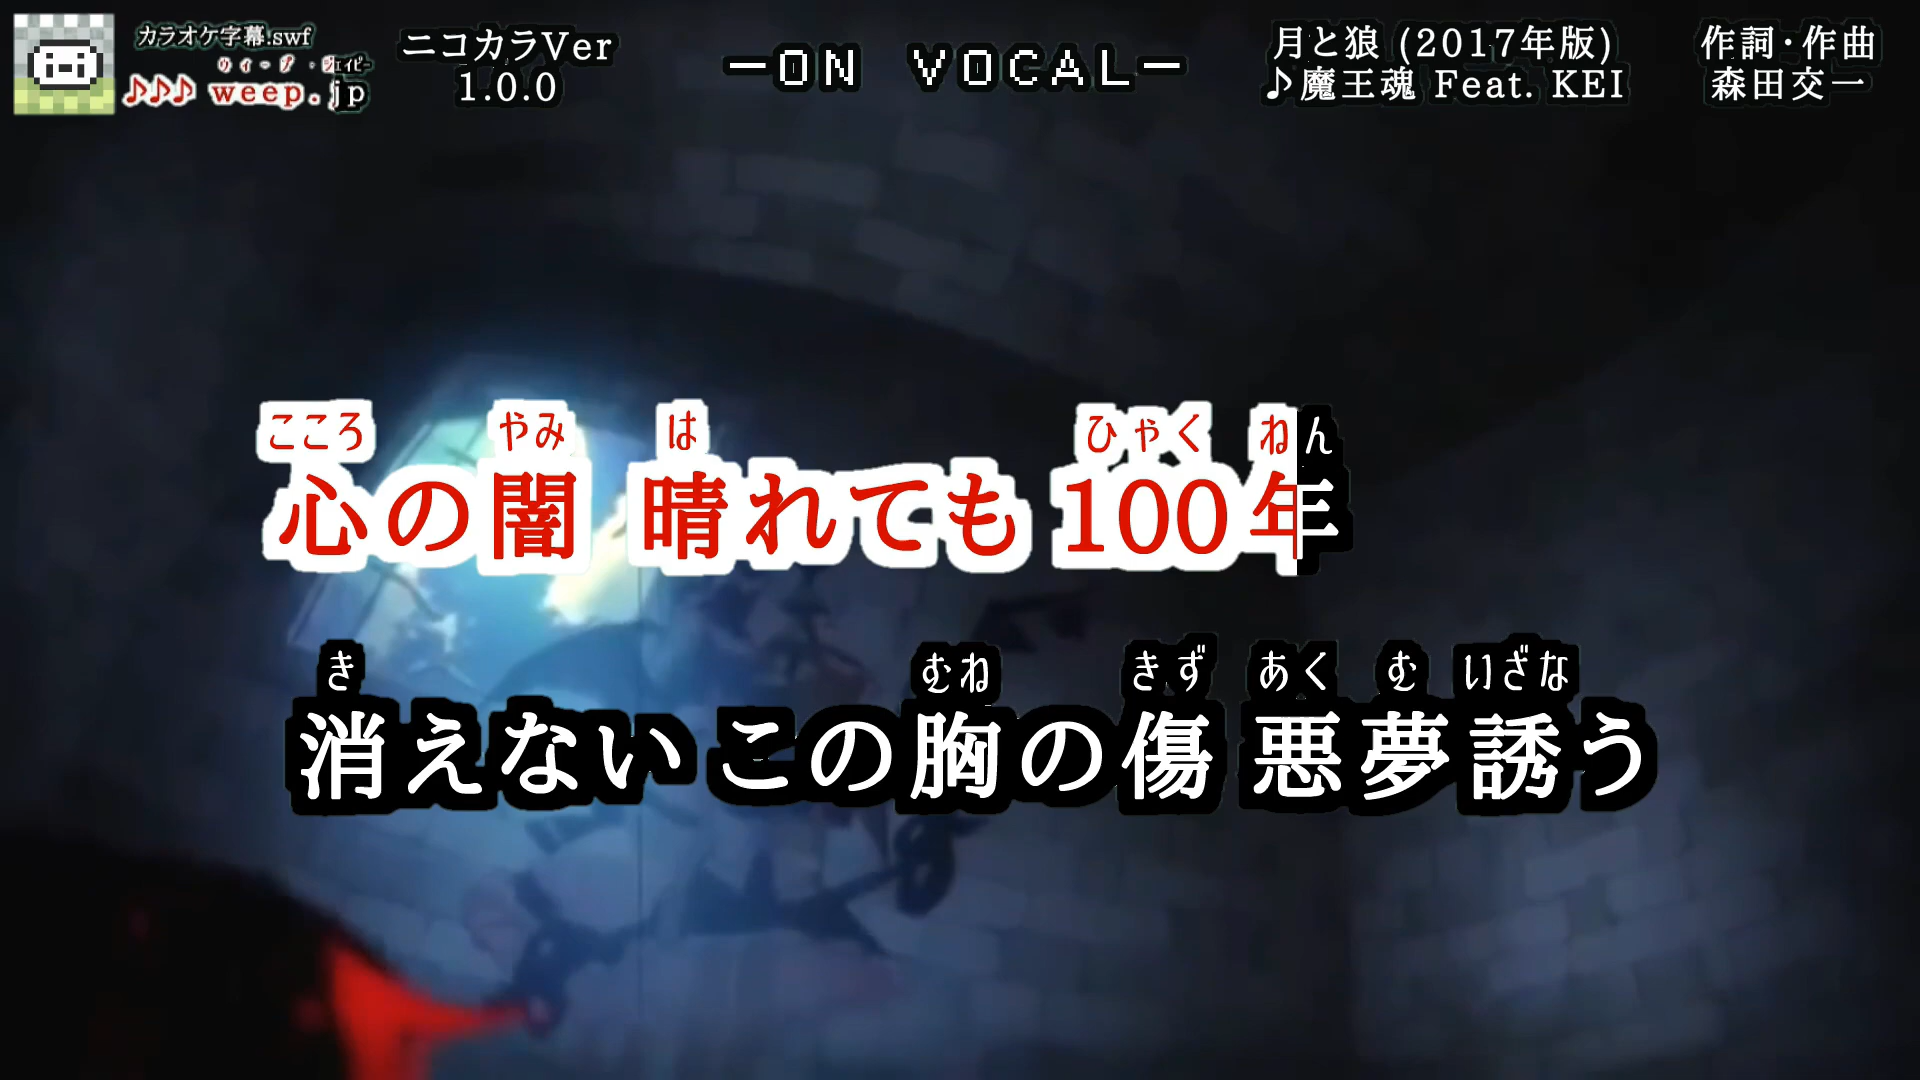 カラオケ字幕.swf
ウィープ・ジェイピー
♪♪♪ weep.jp
ニコカラVer
1.0.0
－ON VOCAL－
月と狼 (2017年版)
♪魔王魂 Feat. KEI
作詞・作曲
森田交一
こころ やみ は ひゃく ねん
心の闇 晴れても 100年
き むね きず あく む いざな
消えない この胸の傷 悪夢誘う